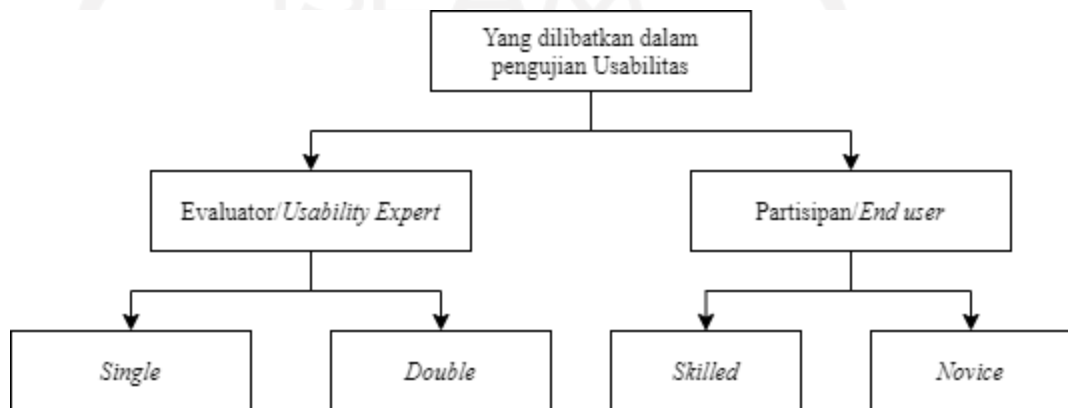 Yang dilibatkan dalam
pengujian Usabilitas
Evaluator/Usability Expert
Partisipan/End user
Single
Double
Skilled
Novice